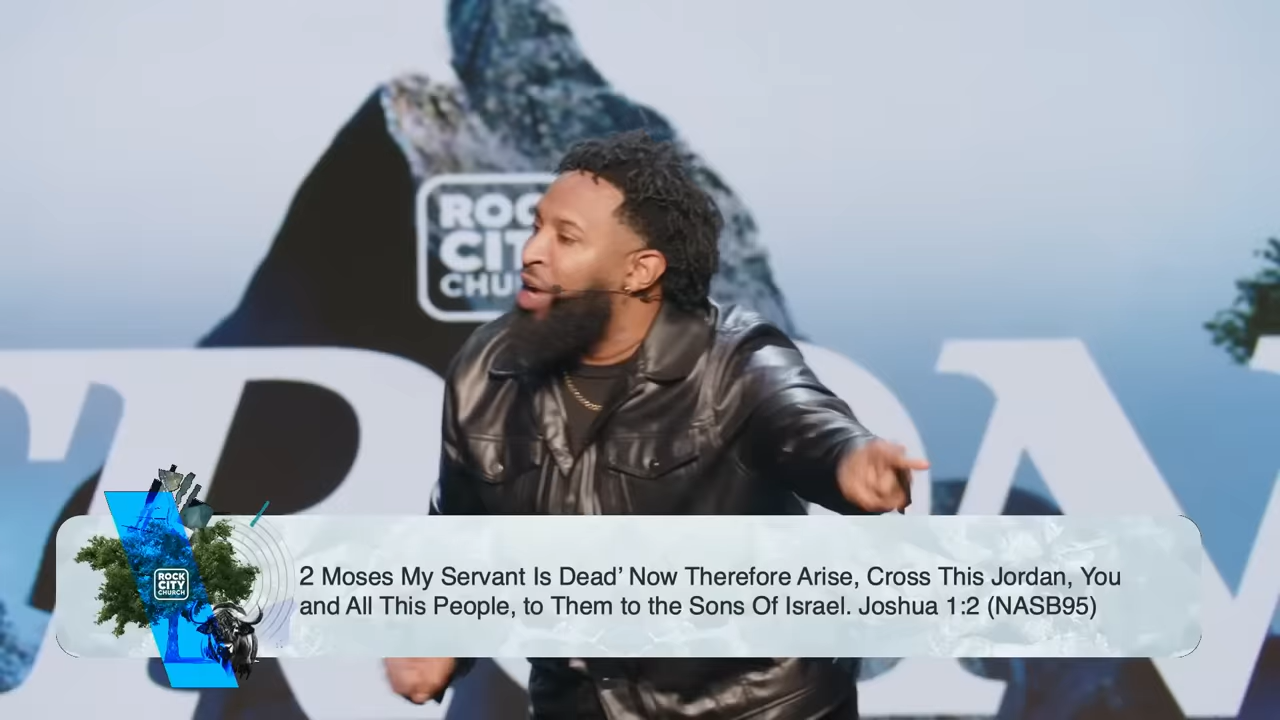 ROC
CITY
CHU
ROCK
CITY
CHURCH
2 Moses My Servant Is Dead’ Now Therefore Arise, Cross This Jordan, You
and All This People, to Them to the Sons Of Israel. Joshua 1:2 (NASB95)